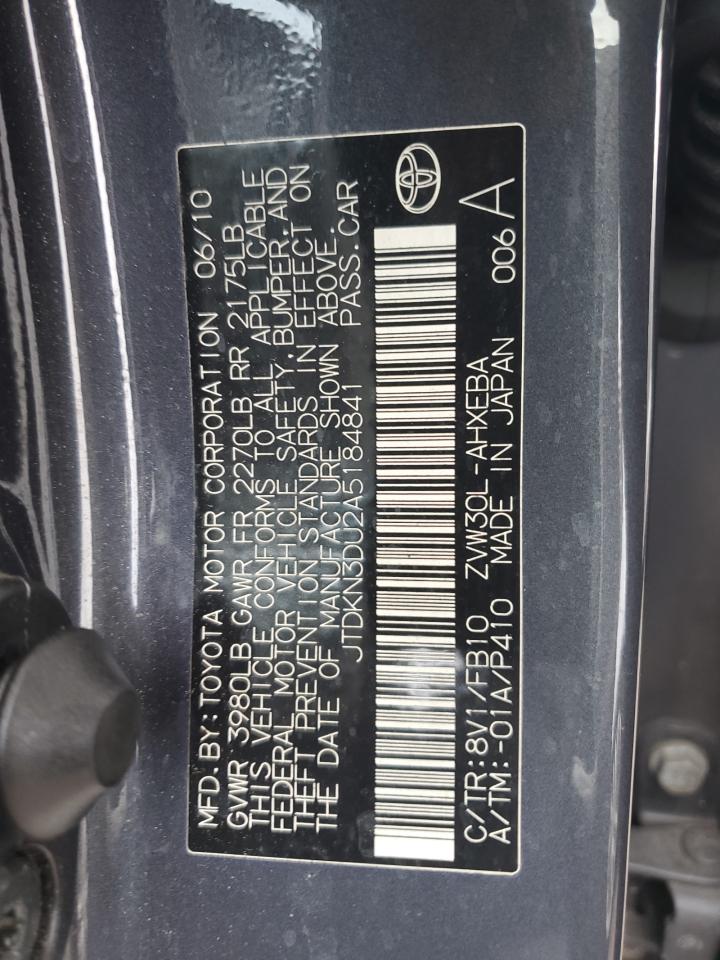 MFD. BY: TOYOTA MOTOR CORPORATION 06/10
GVWR 3980LB GAWR FR 2270LB RR 2175LB
THIS VEHICLE CONFORMS TO ALL APPLICABLE
FEDERAL MOTOR VEHICLE SAFETY, BUMPER, AND
THEFT PREVENTION STANDARDS IN EFFECT ON
THE DATE OF MANUFACTURE SHOWN ABOVE.
JTDKN3DU2A5184841 PASS. CAR
C/TR: 8V1/FB10 ZVW30L-AHXEBA
A/TM: -01A/P410 MADE IN JAPAN 006 A